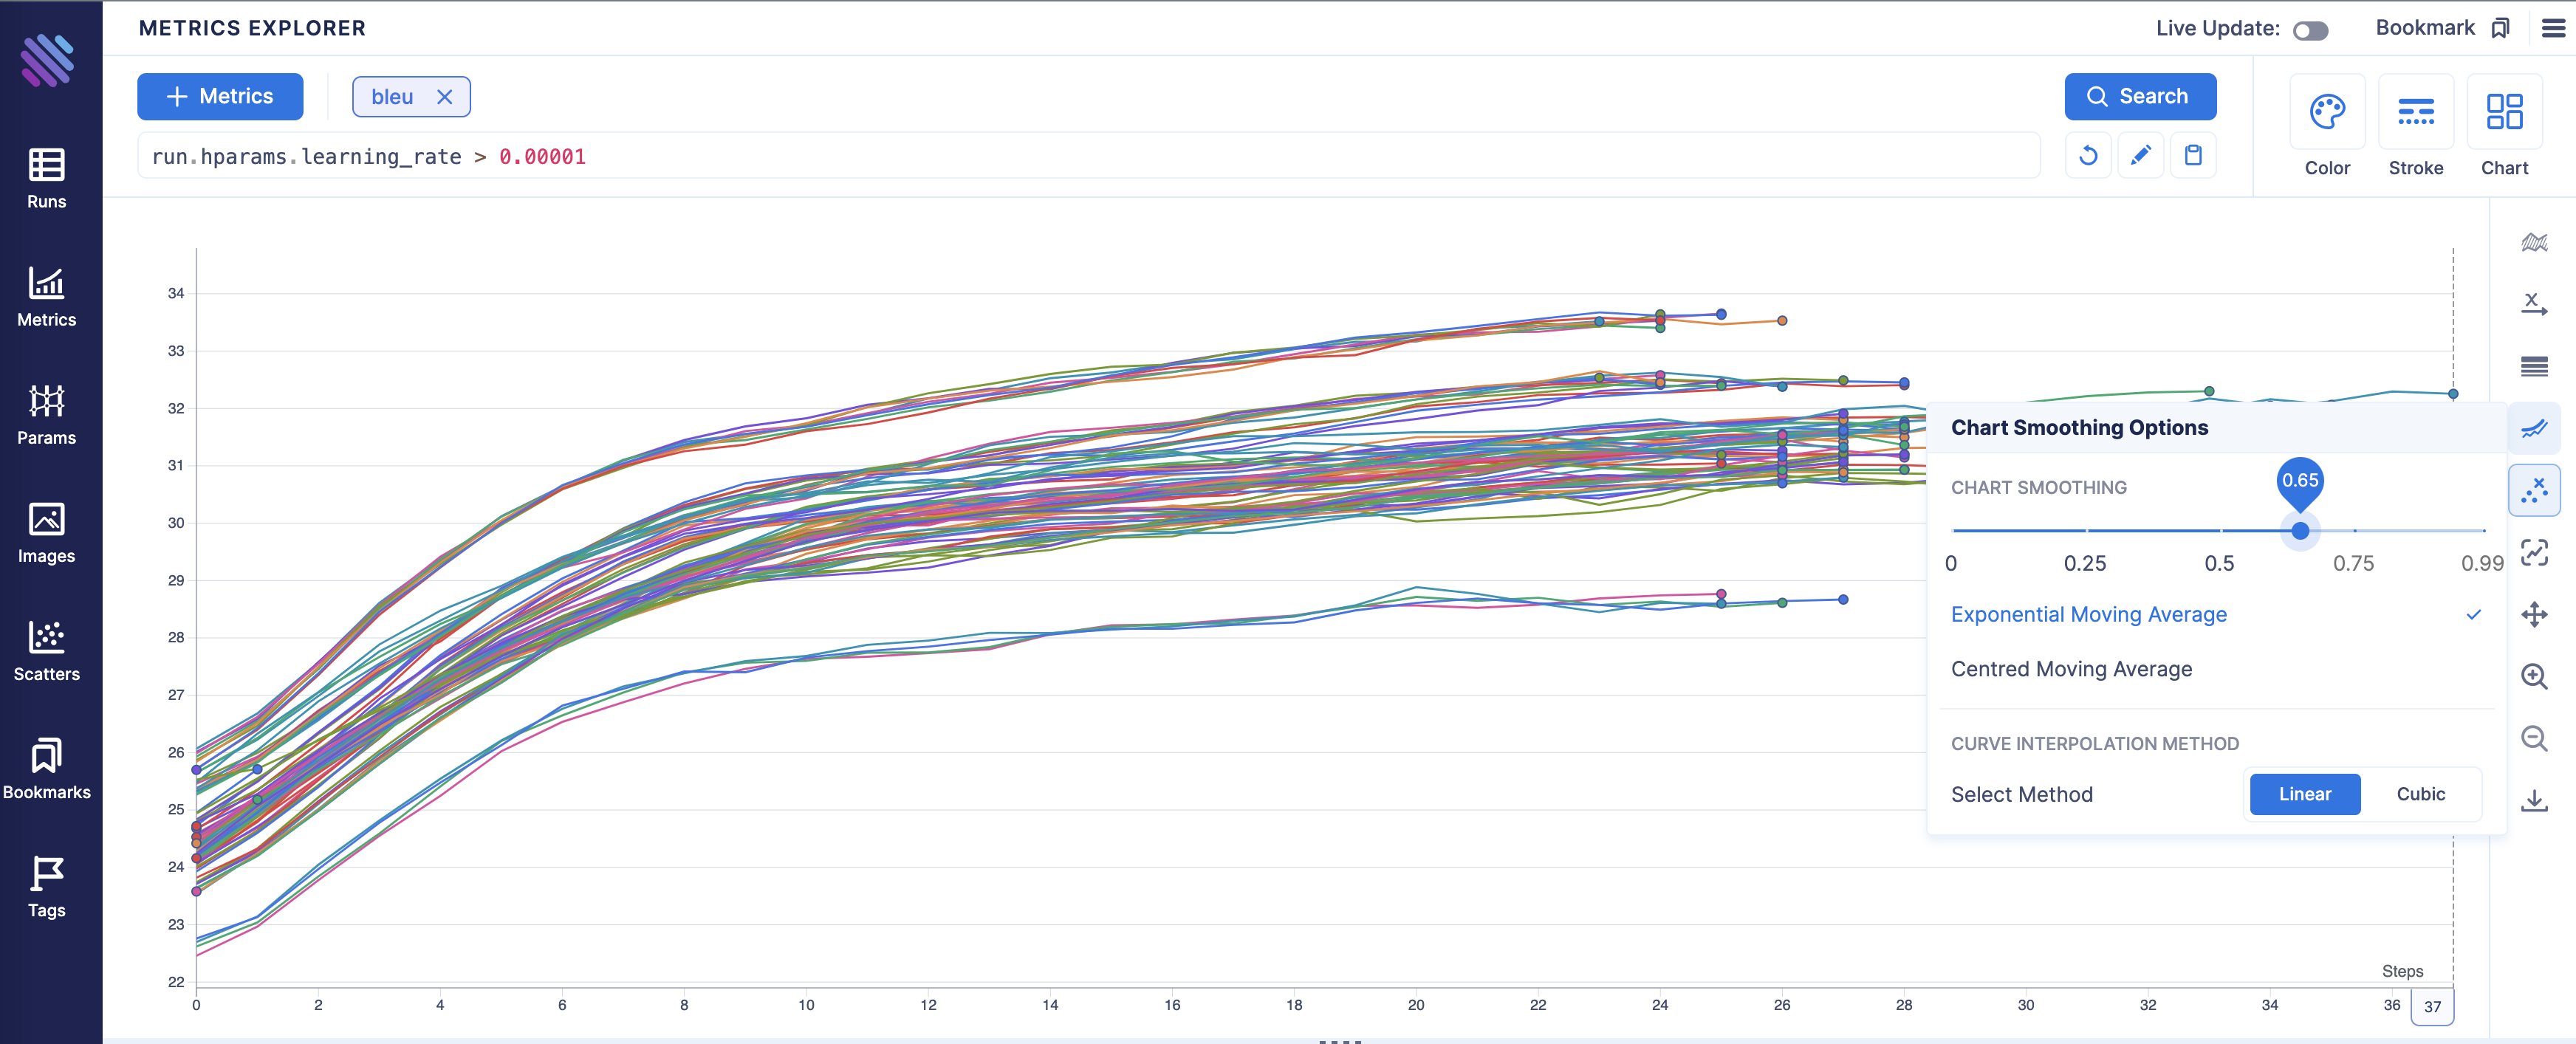 METRICS EXPLORER
Live Update:
Bookmark
Metrics
bleu
Search
run.hparams.learning_rate > 0.00001
Color
Stroke
Chart
Runs
Metrics
Params
Images
Scatters
Bookmarks
Tags
34
33
32
31
30
29
28
27
26
25
24
23
22
0 2 4 6 8 10 12 14 16 18 20 22 24 26 28 30 32 34 36 37
Steps
Chart Smoothing Options
CHART SMOOTHING
0.65
0 0.25 0.5 0.75 0.99
Exponential Moving Average
Centred Moving Average
CURVE INTERPOLATION METHOD
Select Method
Linear
Cubic